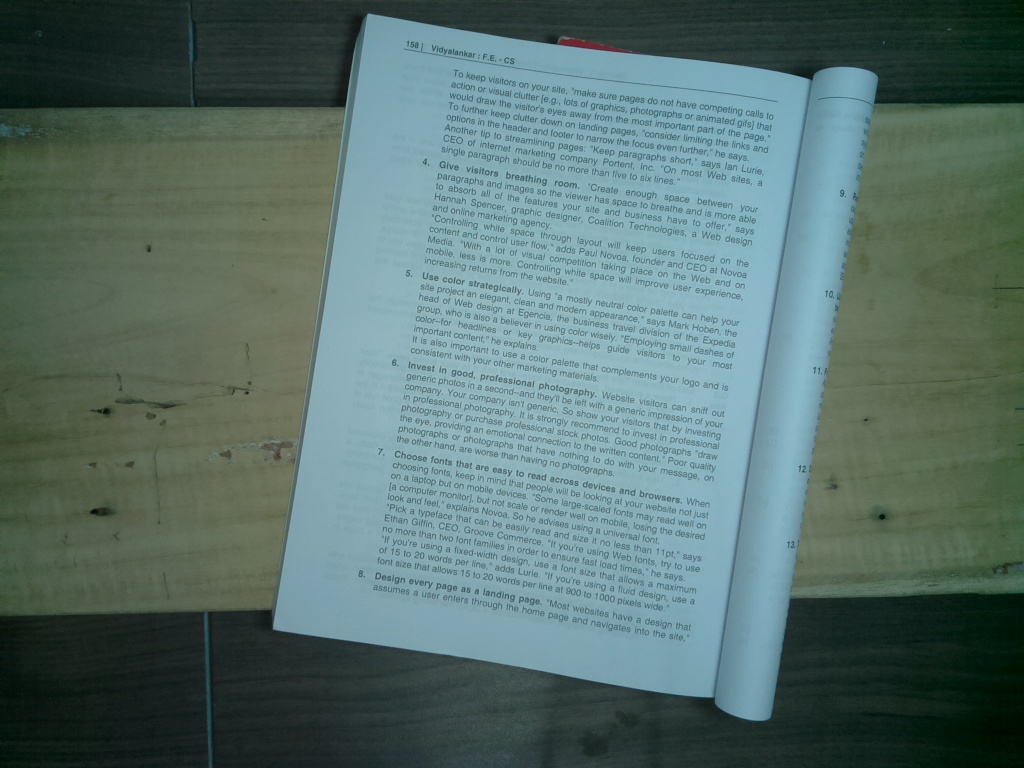 158 | Vidyalankar : F.E. - CS
To keep visitors on your site, "make sure pages do not have competing calls to
action or visual clutter [e.g., lots of graphics, photographs or animated gifs] that
would draw the visitor's eyes away from the most important part of the page."
To further keep clutter down on landing pages, "consider limiting the links and
options in the header and footer to narrow the focus even further," he says.
Another tip to streamlining pages: "Keep paragraphs short," says Ian Lurie,
CEO of internet marketing company Portent, Inc. "On most Web sites, a
single paragraph should be no more than five to six lines."
4. Give visitors breathing room. "Create enough space between your
paragraphs and images so the viewer has space to breathe and is more able
to absorb all of the features your site and business have to offer," says
Hannah Spencer, graphic designer, Coalition Technologies, a Web design
and online marketing agency.
"Controlling white space through layout will keep users focused on the
content and control user flow," adds Paul Novoa, founder and CEO at Novoa
Media. "With a lot of visual competition taking place on the Web and on
mobile, less is more. Controlling white space will improve user experience,
increasing returns from the website."
5. Use color strategically. Using "a mostly neutral color palette can help your
site project an elegant, clean and modern appearance," says Mark Hoben, the
head of Web design at Egencia, the business travel division of the Expedia
group, who is also a believer in using color wisely. "Employing small dashes of
color--for headlines or key graphics--helps guide visitors to your most
important content," he explains.
It is also important to use a color palette that complements your logo and is
consistent with your other marketing materials.
6. Invest in good, professional photography. Website visitors can sniff out
generic photos in a second--and they'll be left with a generic impression of your
company. Your company isn't generic. So show your visitors that by investing
in professional photography. It is strongly recommend to invest in professional
photography or purchase professional stock photos. Good photographs "draw
the eye, providing an emotional connection to the written content." Poor quality
photographs or photographs that have nothing to do with your message, on
the other hand, are worse than having no photographs.
7. Choose fonts that are easy to read across devices and browsers. When
choosing fonts, keep in mind that people will be looking at your website not just
on a laptop but on mobile devices. "Some large-scaled fonts may read well on
[a computer monitor], but not scale or render well on mobile, losing the desired
look and feel," explains Novoa. So he advises using a universal font.
"Pick a typeface that can be easily read and size it no less than 11pt," says
Ethan Giffin, CEO, Groove Commerce. "If you're using Web fonts, try to use
no more than two font families in order to ensure fast load times," he says.
"If you're using a fixed-width design, use a font size that allows a maximum
of 15 to 20 words per line," adds Lurie. "If you're using a fluid design, use a
font size that allows 15 to 20 words per line at 900 to 1000 pixels wide."
8. Design every page as a landing page. "Most websites have a design that
assumes a user enters through the home page and navigates into the site,"
9.
10.
11.
12.
13.